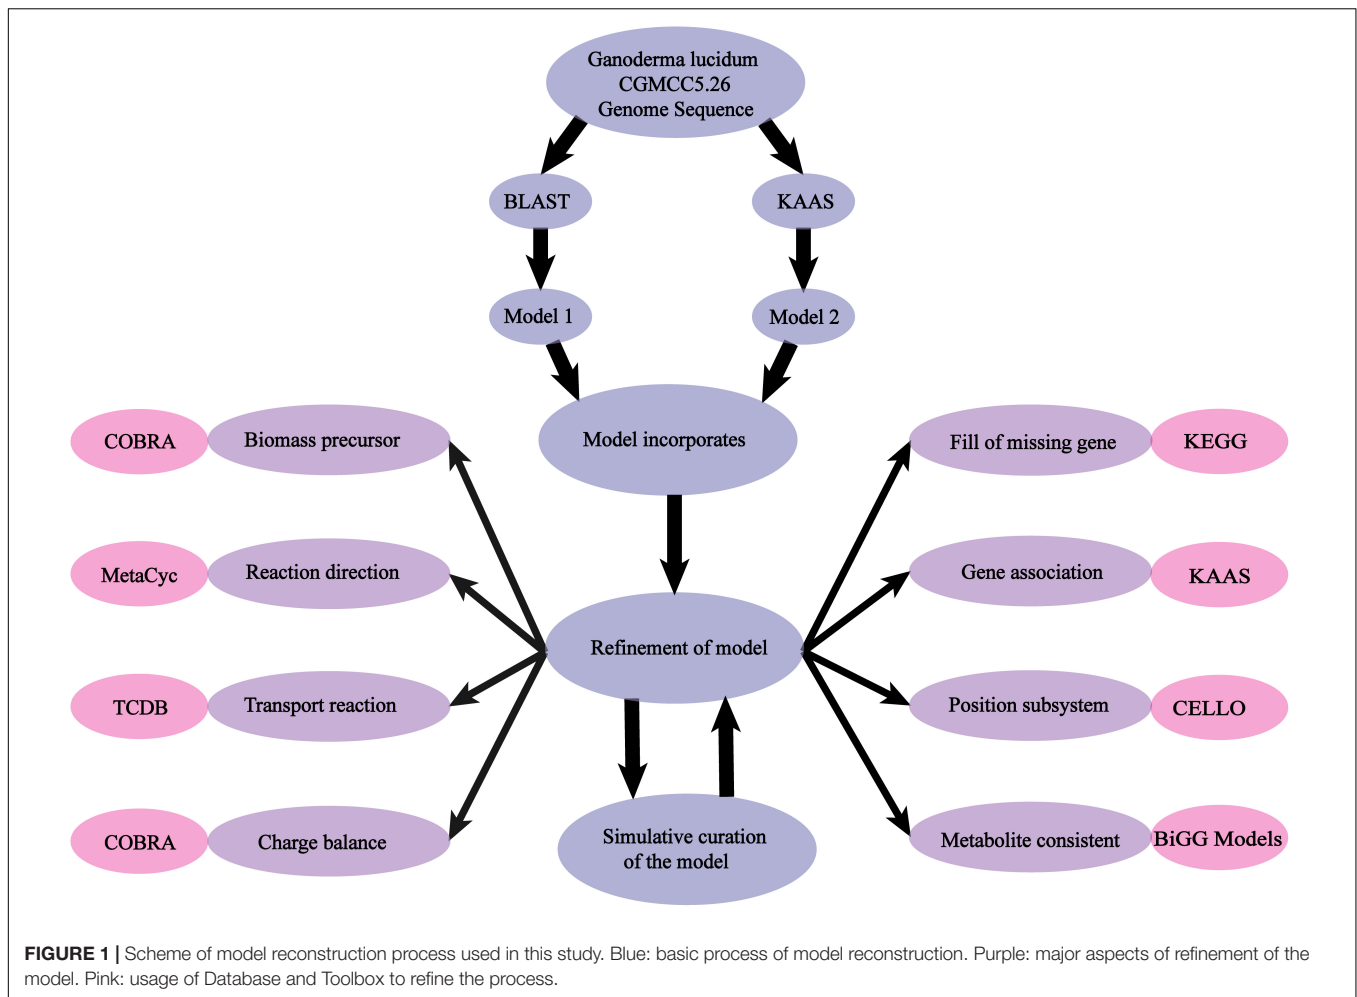 Ganoderma lucidum
CGMCC5.26
Genome Sequence
BLAST
KAAS
Model 1
Model 2
Model incorporates
COBRA
Biomass precursor
Fill of missing gene
KEGG
MetaCyc
Reaction direction
Gene association
KAAS
Refinement of model
TCDB
Transport reaction
Position subsystem
CELLO
COBRA
Charge balance
Simulative curation
of the model
Metabolite consistent
BiGG Models
FIGURE 1 | Scheme of model reconstruction process used in this study. Blue: basic process of model reconstruction. Purple: major aspects of refinement of the
model. Pink: usage of Database and Toolbox to refine the process.